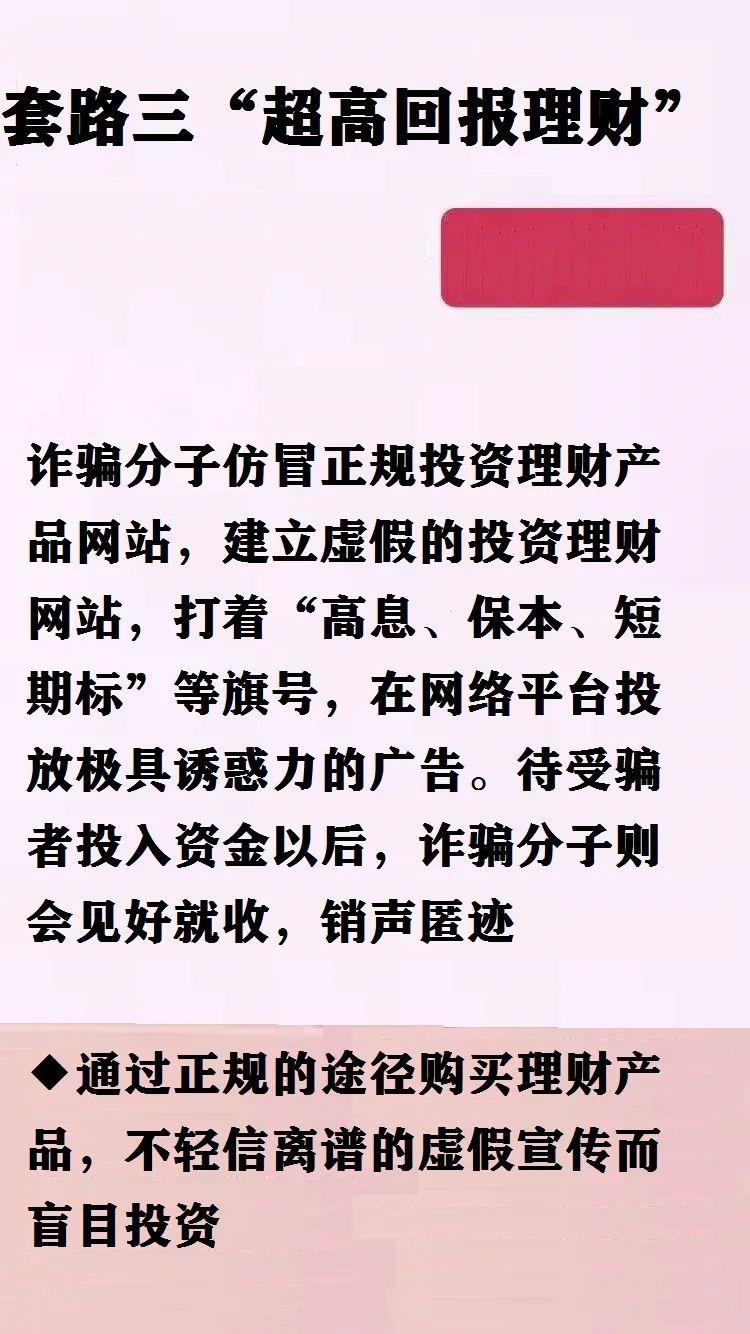 套路三“超高回报理财”
诈骗分子仿冒正规投资理财产
品网站，建立虚假的投资理财
网站，打着“高息、保本、短
期标”等旗号，在网络平台投
放极具诱惑力的广告。待受骗
者投入资金以后，诈骗分子则
会见好就收，销声匿迹
◆通过正规的途径购买理财产
品，不轻信离谱的虚假宣传而
盲目投资